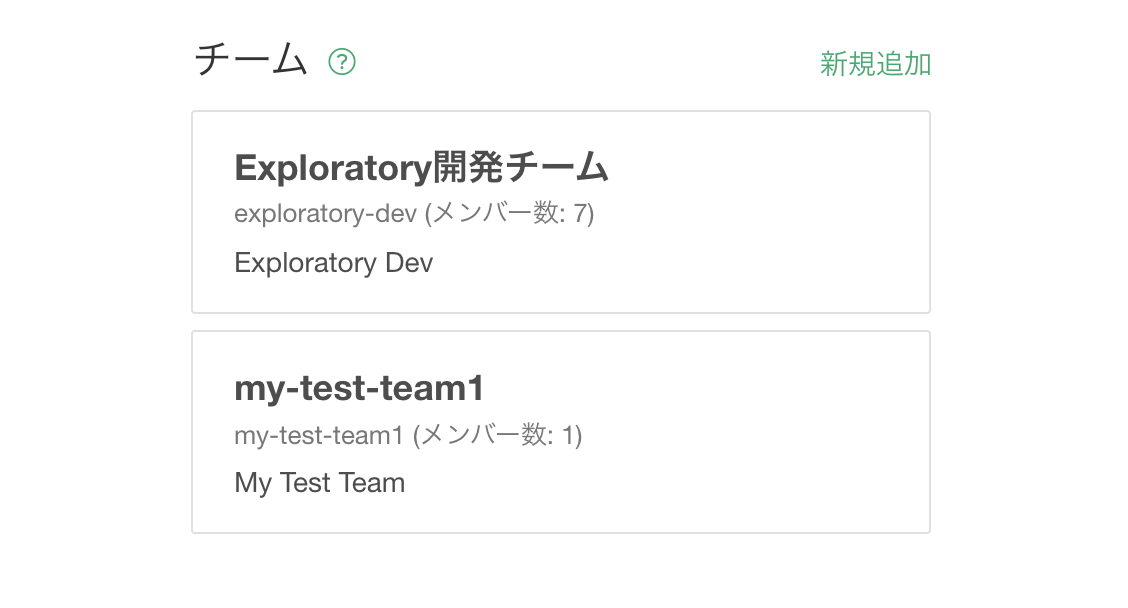 チーム ?
新規追加
Exploratory開発チーム
exploratory-dev (メンバー数: 7)
Exploratory Dev
my-test-team1
my-test-team1 (メンバー数: 1)
My Test Team